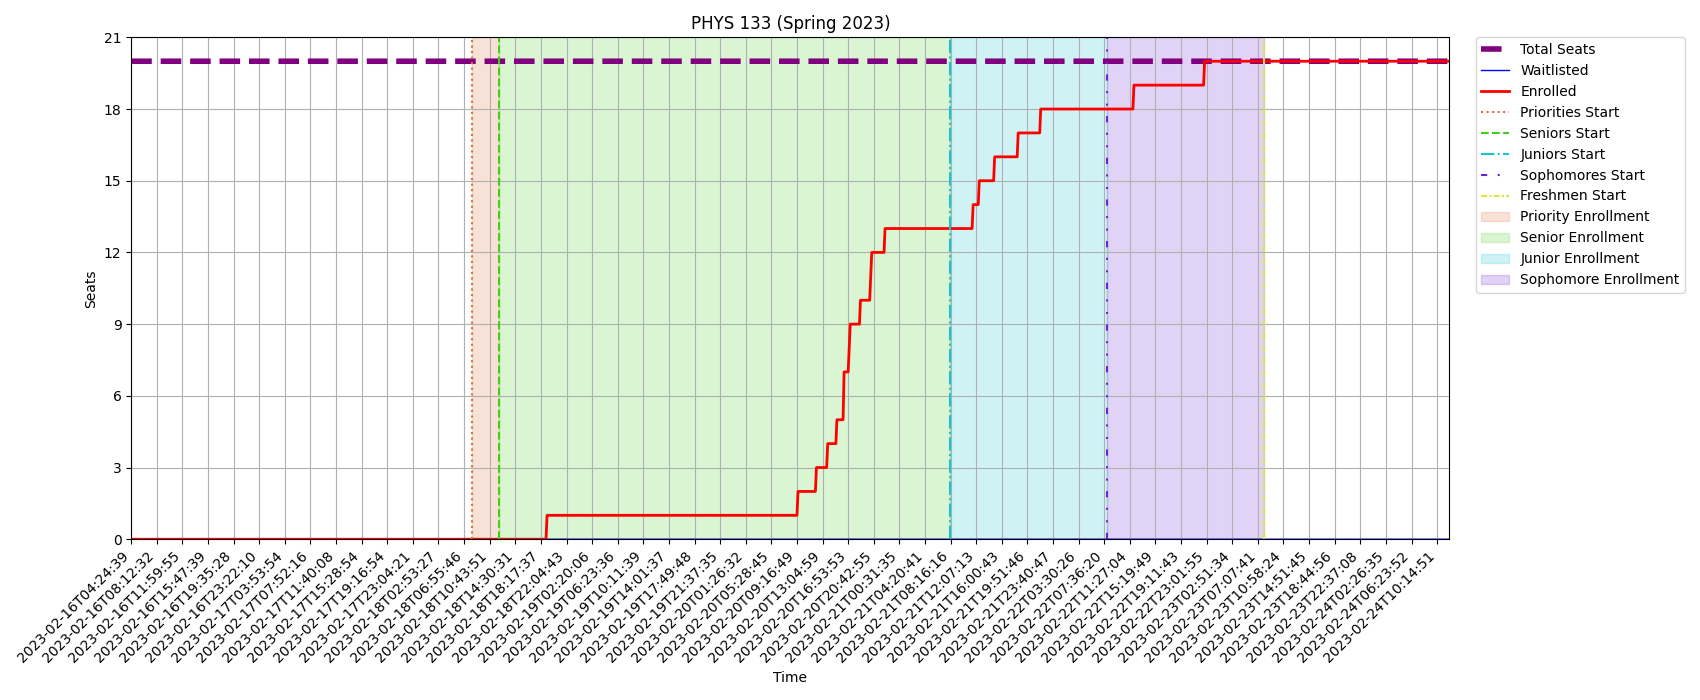 PHYS 133 (Spring 2023)
21
18
15
12
9
6
3
0
Seats
2023-02-16T04:24:39
2023-02-16T08:12:32
2023-02-16T11:59:55
2023-02-16T15:47:39
2023-02-16T19:35:28
2023-02-16T23:22:10
2023-02-17T03:53:54
2023-02-17T07:52:16
2023-02-17T11:40:08
2023-02-17T15:28:54
2023-02-17T19:16:54
2023-02-17T23:04:21
2023-02-18T02:53:27
2023-02-18T06:55:46
2023-02-18T10:43:51
2023-02-18T14:30:31
2023-02-18T18:17:37
2023-02-18T22:04:43
2023-02-19T02:20:06
2023-02-19T06:23:36
2023-02-19T10:11:39
2023-02-19T14:01:37
2023-02-19T17:49:48
2023-02-19T21:37:35
2023-02-20T01:26:32
2023-02-20T05:28:45
2023-02-20T09:16:49
2023-02-20T13:04:59
2023-02-20T16:53:53
2023-02-20T20:42:55
2023-02-21T00:31:35
2023-02-21T04:20:41
2023-02-21T08:16:16
2023-02-21T12:07:13
2023-02-21T16:00:43
2023-02-21T19:51:46
2023-02-21T23:40:47
2023-02-22T03:30:26
2023-02-22T07:36:20
2023-02-22T11:27:04
2023-02-22T15:19:49
2023-02-22T19:11:43
2023-02-22T23:01:55
2023-02-23T02:51:34
2023-02-23T07:07:41
2023-02-23T10:58:24
2023-02-23T14:51:45
2023-02-23T18:44:56
2023-02-23T22:37:08
2023-02-24T02:26:35
2023-02-24T06:23:52
2023-02-24T10:14:51
Time
Total Seats
Waitlisted
Enrolled
Priorities Start
Seniors Start
Juniors Start
Sophomores Start
Freshmen Start
Priority Enrollment
Senior Enrollment
Junior Enrollment
Sophomore Enrollment